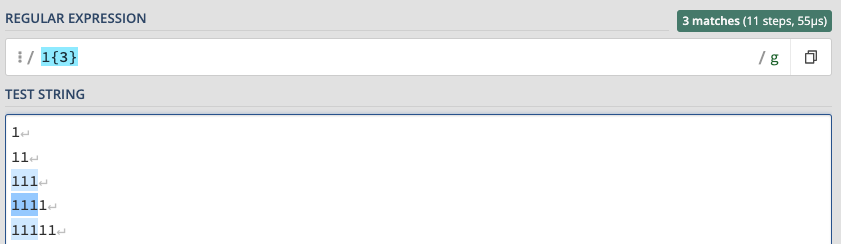 REGULAR EXPRESSION
3 matches (11 steps, 55µs)
/ 1{3} / g
TEST STRING
1↵
11↵
111↵
1111↵
11111↵